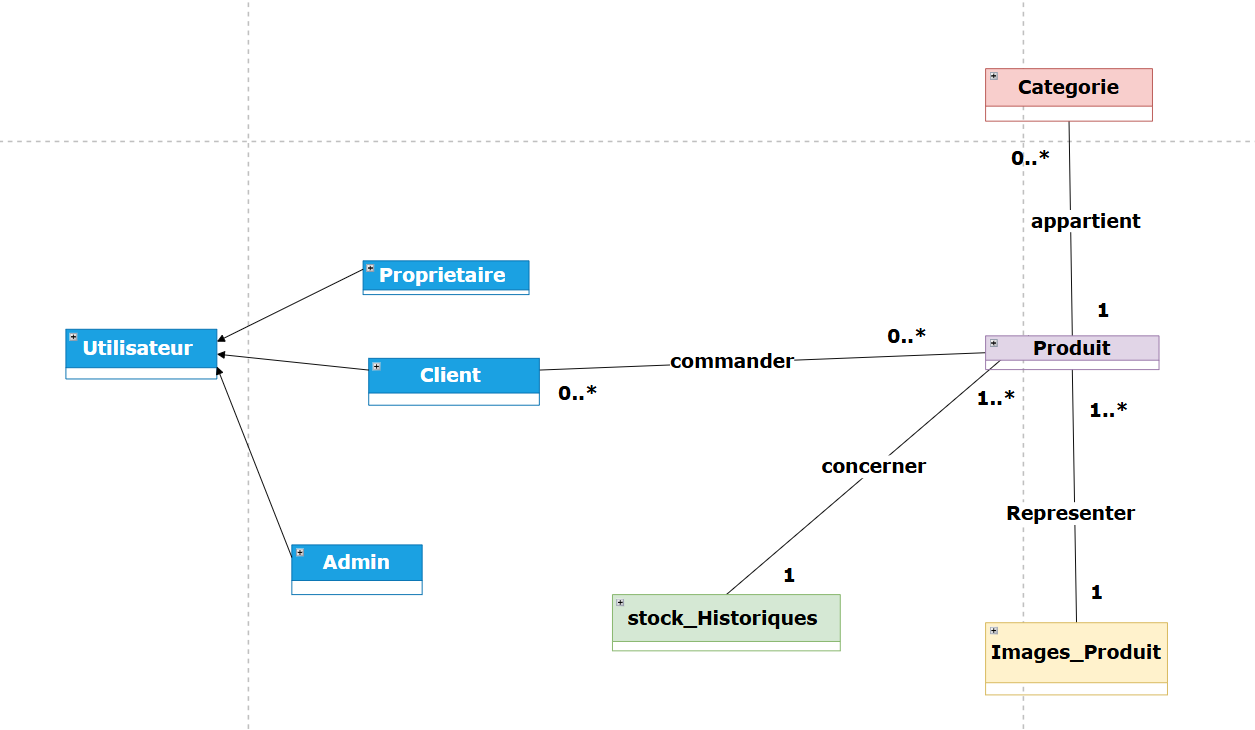 Categorie
0..*
appartient
Proprietaire
1
Utilisateur
0..*
Produit
commander
Client
0..*
1..*
1..*
concerner
Representer
Admin
1
1
stock_Historiques
Images_Produit